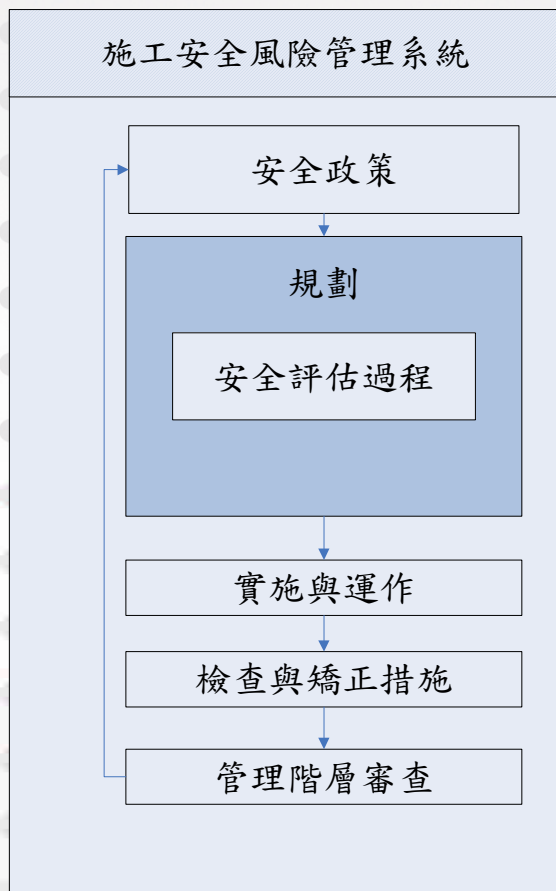 施工安全風險管理系統
安全政策
規劃
安全評估過程
實施與運作
檢查與矯正措施
管理階層審查